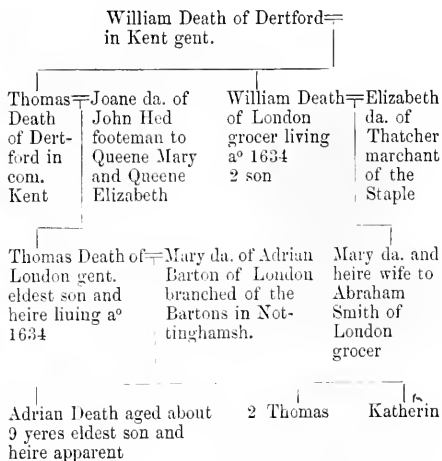 William Death of Dertford
in Kent gent.
Thomas
Death
of Dert-
ford in
com.
Kent
Joane da. of
John Hed
footeman to
Queene Mary
and Queene
Elizabeth
William Death
of London
grocer living
aº 1634
2 son
Elizabeth
da. of
Thatcher
marchant
of the
Staple
Thomas Death of
London gent.
eldest son and
heire liuing aº
1634
Mary da. of Adrian
Barton of London
branched of the
Bartons in Not-
tinghamsh.
Mary da. and
heire wife to
Abraham
Smith of
London
grocer
Adrian Death aged about
9 yeres eldest son and
heire apparent
2 Thomas
Katherin